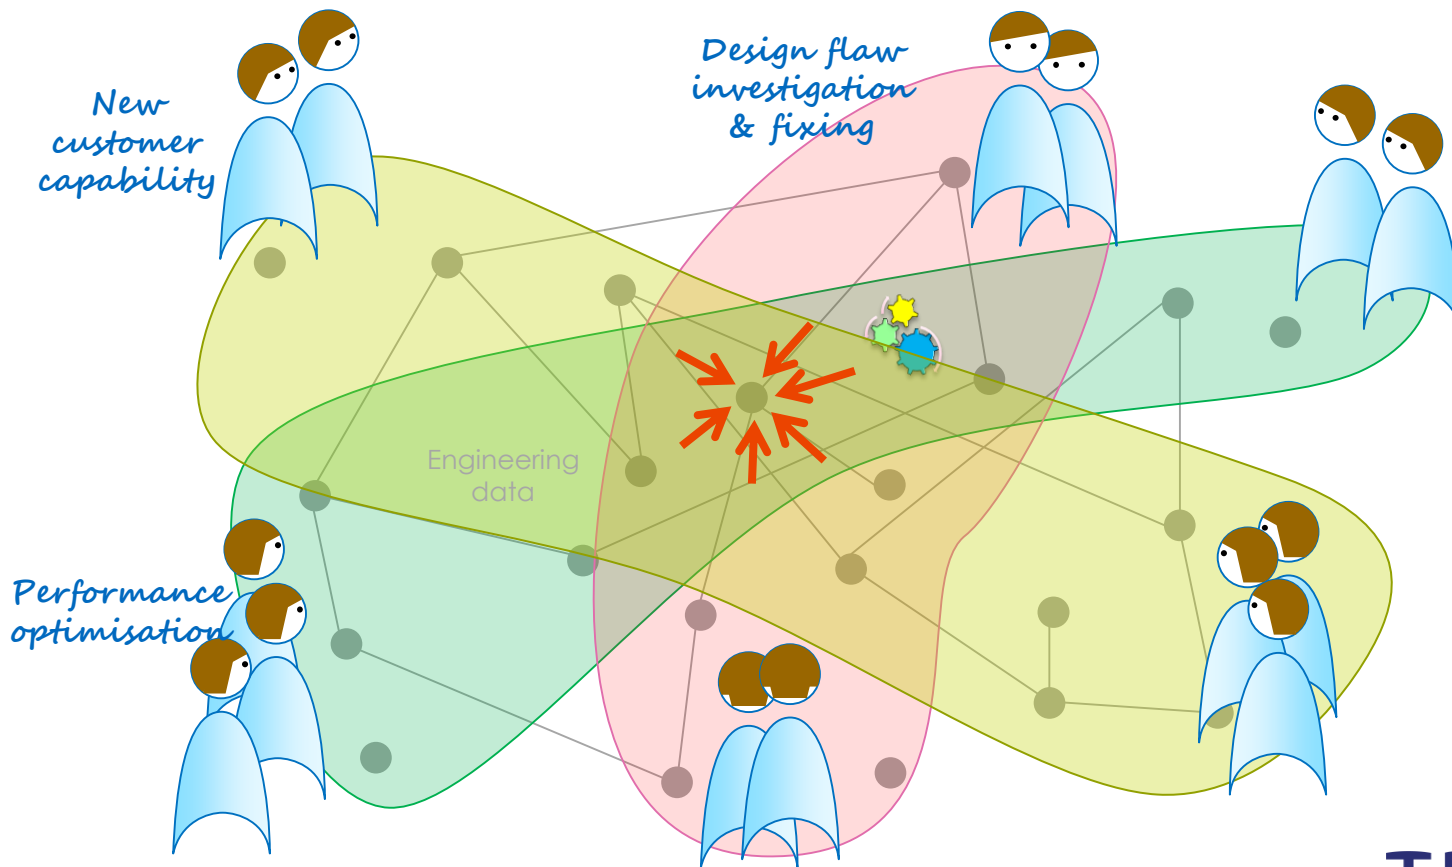 New
customer
capability
Design flaw
investigation
& fixing
Engineering
data
Performance
optimisation